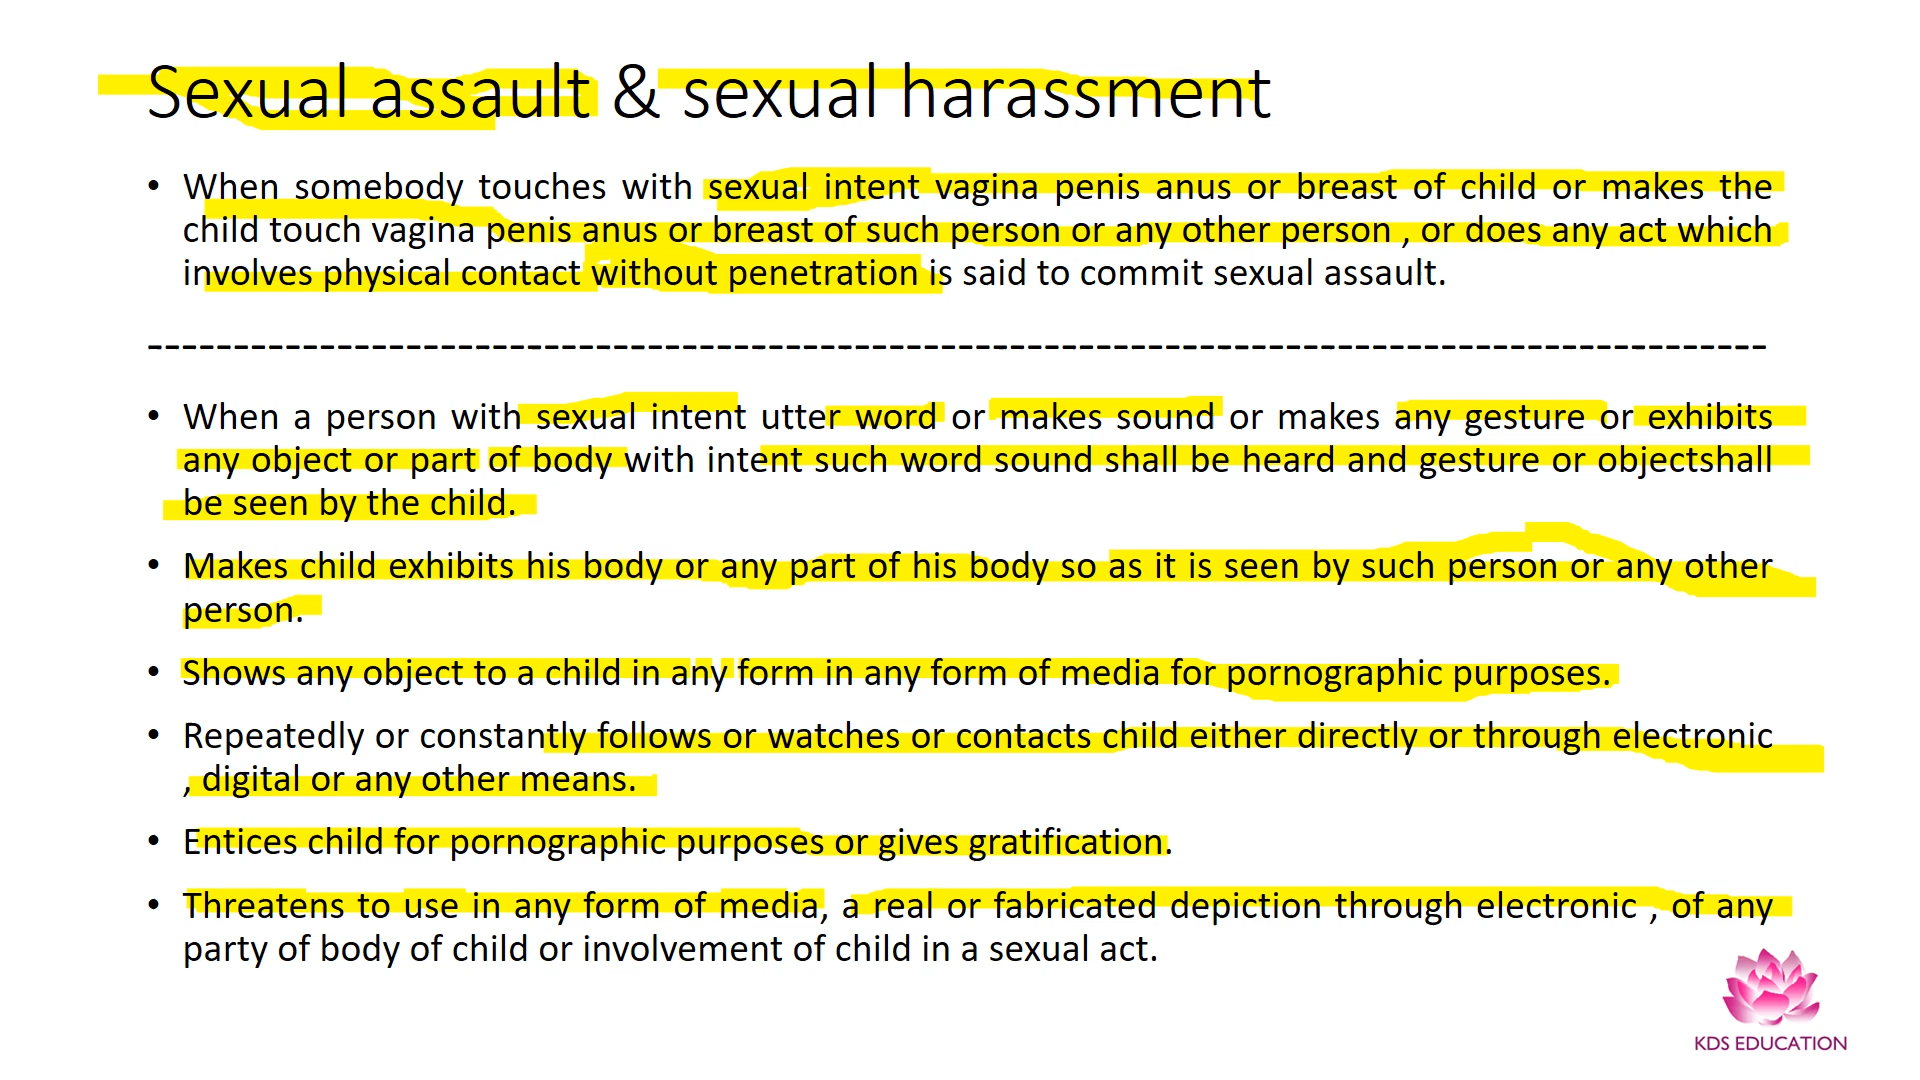 Sexual assault & sexual harassment
• When somebody touches with sexual intent vagina penis anus or breast of child or makes the
child touch vagina penis anus or breast of such person or any other person , or does any act which
involves physical contact without penetration is said to commit sexual assault.
---------------------------------------------------------------------------------------------
• When a person with sexual intent utter word or makes sound or makes any gesture or exhibits
any object or part of body with intent such word sound shall be heard and gesture or objectshall
be seen by the child.
• Makes child exhibits his body or any part of his body so as it is seen by such person or any other
person.
• Shows any object to a child in any form in any form of media for pornographic purposes.
• Repeatedly or constantly follows or watches or contacts child either directly or through electronic
, digital or any other means.
• Entices child for pornographic purposes or gives gratification.
• Threatens to use in any form of media, a real or fabricated depiction through electronic , of any
party of body of child or involvement of child in a sexual act.
KDS EDUCATION